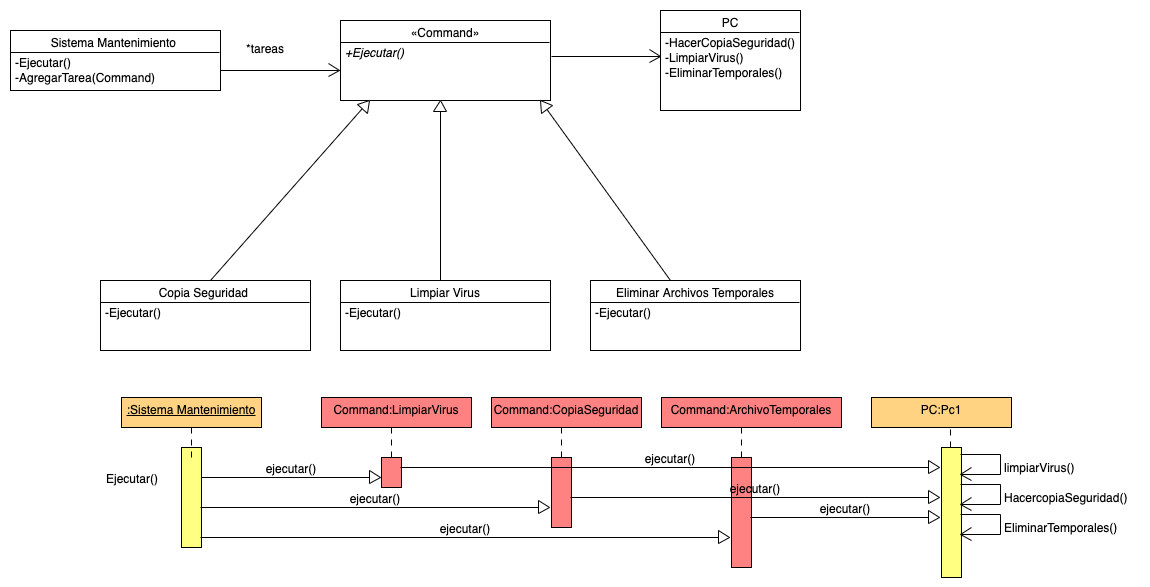 Sistema Mantenimiento
-Ejecutar()
-AgregarTarea(Command)
*tareas
«Command»
+Ejecutar()
PC
-HacerCopiaSeguridad()
-LimpiarVirus()
-EliminarTemporales()
Copia Seguridad
-Ejecutar()
Limpiar Virus
-Ejecutar()
Eliminar Archivos Temporales
-Ejecutar()
:Sistema Mantenimiento
Command:LimpiarVirus
Command:CopiaSeguridad
Command:ArchivoTemporales
PC:Pc1
Ejecutar()
ejecutar()
ejecutar()
limpiarVirus()
ejecutar()
ejecutar()
HacercopiaSeguridad()
ejecutar()
ejecutar()
EliminarTemporales()